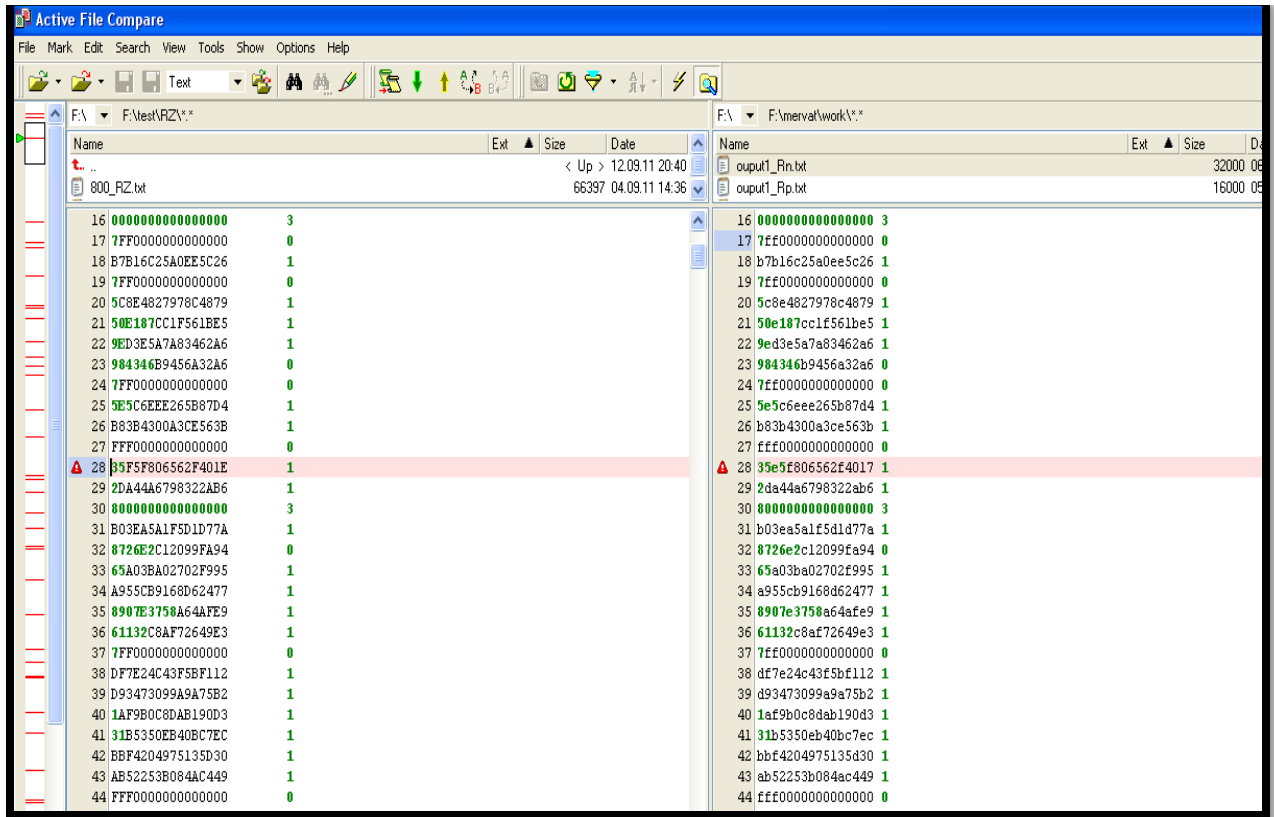 Active File Compare
File Mark Edit Search View Tools Show Options Help
Text
F:\ F:\test\RZ\*.* F:\ F:\mervat\work\*.*
Name Ext Size Date Name Ext Size Da
.. < Up > 12.09.11 20:40 ouput1_Rn.txt 32000 06
800_RZ.txt 66397 04.09.11 14:36 ouput1_Rp.txt 16000 05
16 0000000000000000 3 16 0000000000000000 3
17 7FF0000000000000 0 17 7ff0000000000000 0
18 B7B16C25A0EE5C26 1 18 b7b16c25a0ee5c26 1
19 7FF0000000000000 0 19 7ff0000000000000 0
20 5C8E4827978C4879 1 20 5c8e4827978c4879 1
21 50E187CC1F561BE5 1 21 50e187cc1f561be5 1
22 9ED3E5A7A83462A6 1 22 9ed3e5a7a83462a6 1
23 984346B9456A32A6 0 23 984346b9456a32a6 0
24 7FF0000000000000 0 24 7ff0000000000000 0
25 5E5C6EEE265B87D4 1 25 5e5c6eee265b87d4 1
26 B83B4300A3CE563B 1 26 b83b4300a3ce563b 1
27 FFF0000000000000 0 27 fff0000000000000 0
28 35F5F806562F401E 1 28 35e5f806562f4017 1
29 2DA44A6798322AB6 1 29 2da44a6798322ab6 1
30 8000000000000000 3 30 8000000000000000 3
31 B03EA5A1F5D1D77A 1 31 b03ea5a1f5d1d77a 1
32 8726E2C12099FA94 0 32 8726e2c12099fa94 0
33 65A03BA02702F995 1 33 65a03ba02702f995 1
34 A955CB9168D62477 1 34 a955cb9168d62477 1
35 8907E3758A64AFE9 1 35 8907e3758a64afe9 1
36 61132C8AF72649E3 1 36 61132c8af72649e3 1
37 7FF0000000000000 0 37 7ff0000000000000 0
38 DF7E24C43F5BF112 1 38 df7e24c43f5bf112 1
39 D93473099A9A75B2 1 39 d93473099a9a75b2 1
40 1AF9B0C8DAB190D3 1 40 1af9b0c8dab190d3 1
41 31B5350EB40BC7EC 1 41 31b5350eb40bc7ec 1
42 BBF4204975135D30 1 42 bbf4204975135d30 1
43 AB52253B084AC449 1 43 ab52253b084ac449 1
44 FFF0000000000000 0 44 fff0000000000000 0